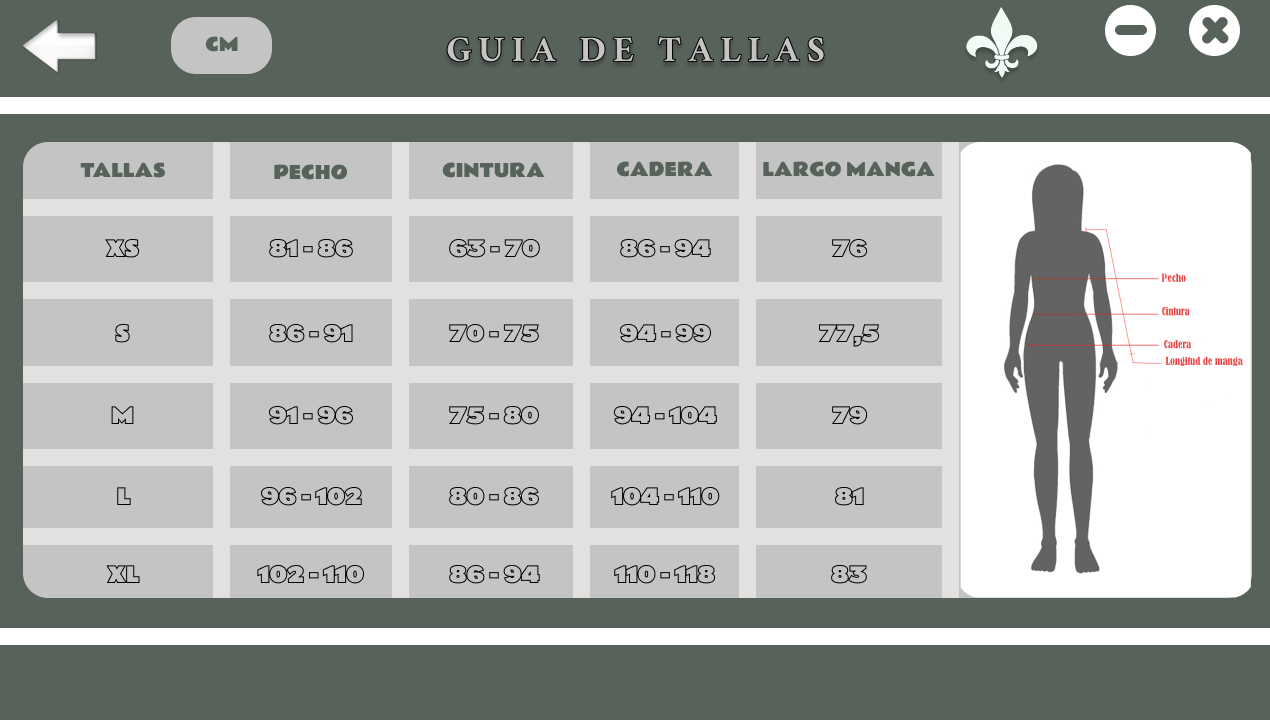 CM
GUIA DE TALLAS
TALLAS PECHO CINTURA CADERA LARGO MANGA
XS 81 - 86 63 - 70 86 - 94 76
S 86 - 91 70 - 75 94 - 99 77,5
M 91 - 96 75 - 80 94 - 104 79
L 96 - 102 80 - 86 104 - 110 81
XL 102 - 110 86 - 94 110 - 118 83
Pecho
Cintura
Cadera
Longitud de manga